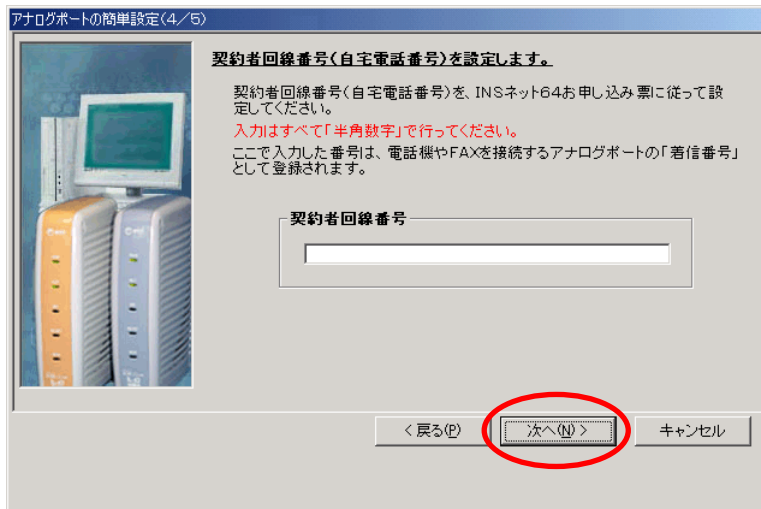 アナログポートの簡単設定(4/5)
契約者回線番号(自宅電話番号)を設定します。
契約者回線番号(自宅電話番号)を、INSネット64お申し込み票に従って設
定してください。
入力はすべて「半角数字」で行ってください。
ここで入力した番号は、電話機やFAXを接続するアナログポートの「着信番号」
として登録されます。
契約者回線番号
< 戻る(P)
次へ(N) >
キャンセル